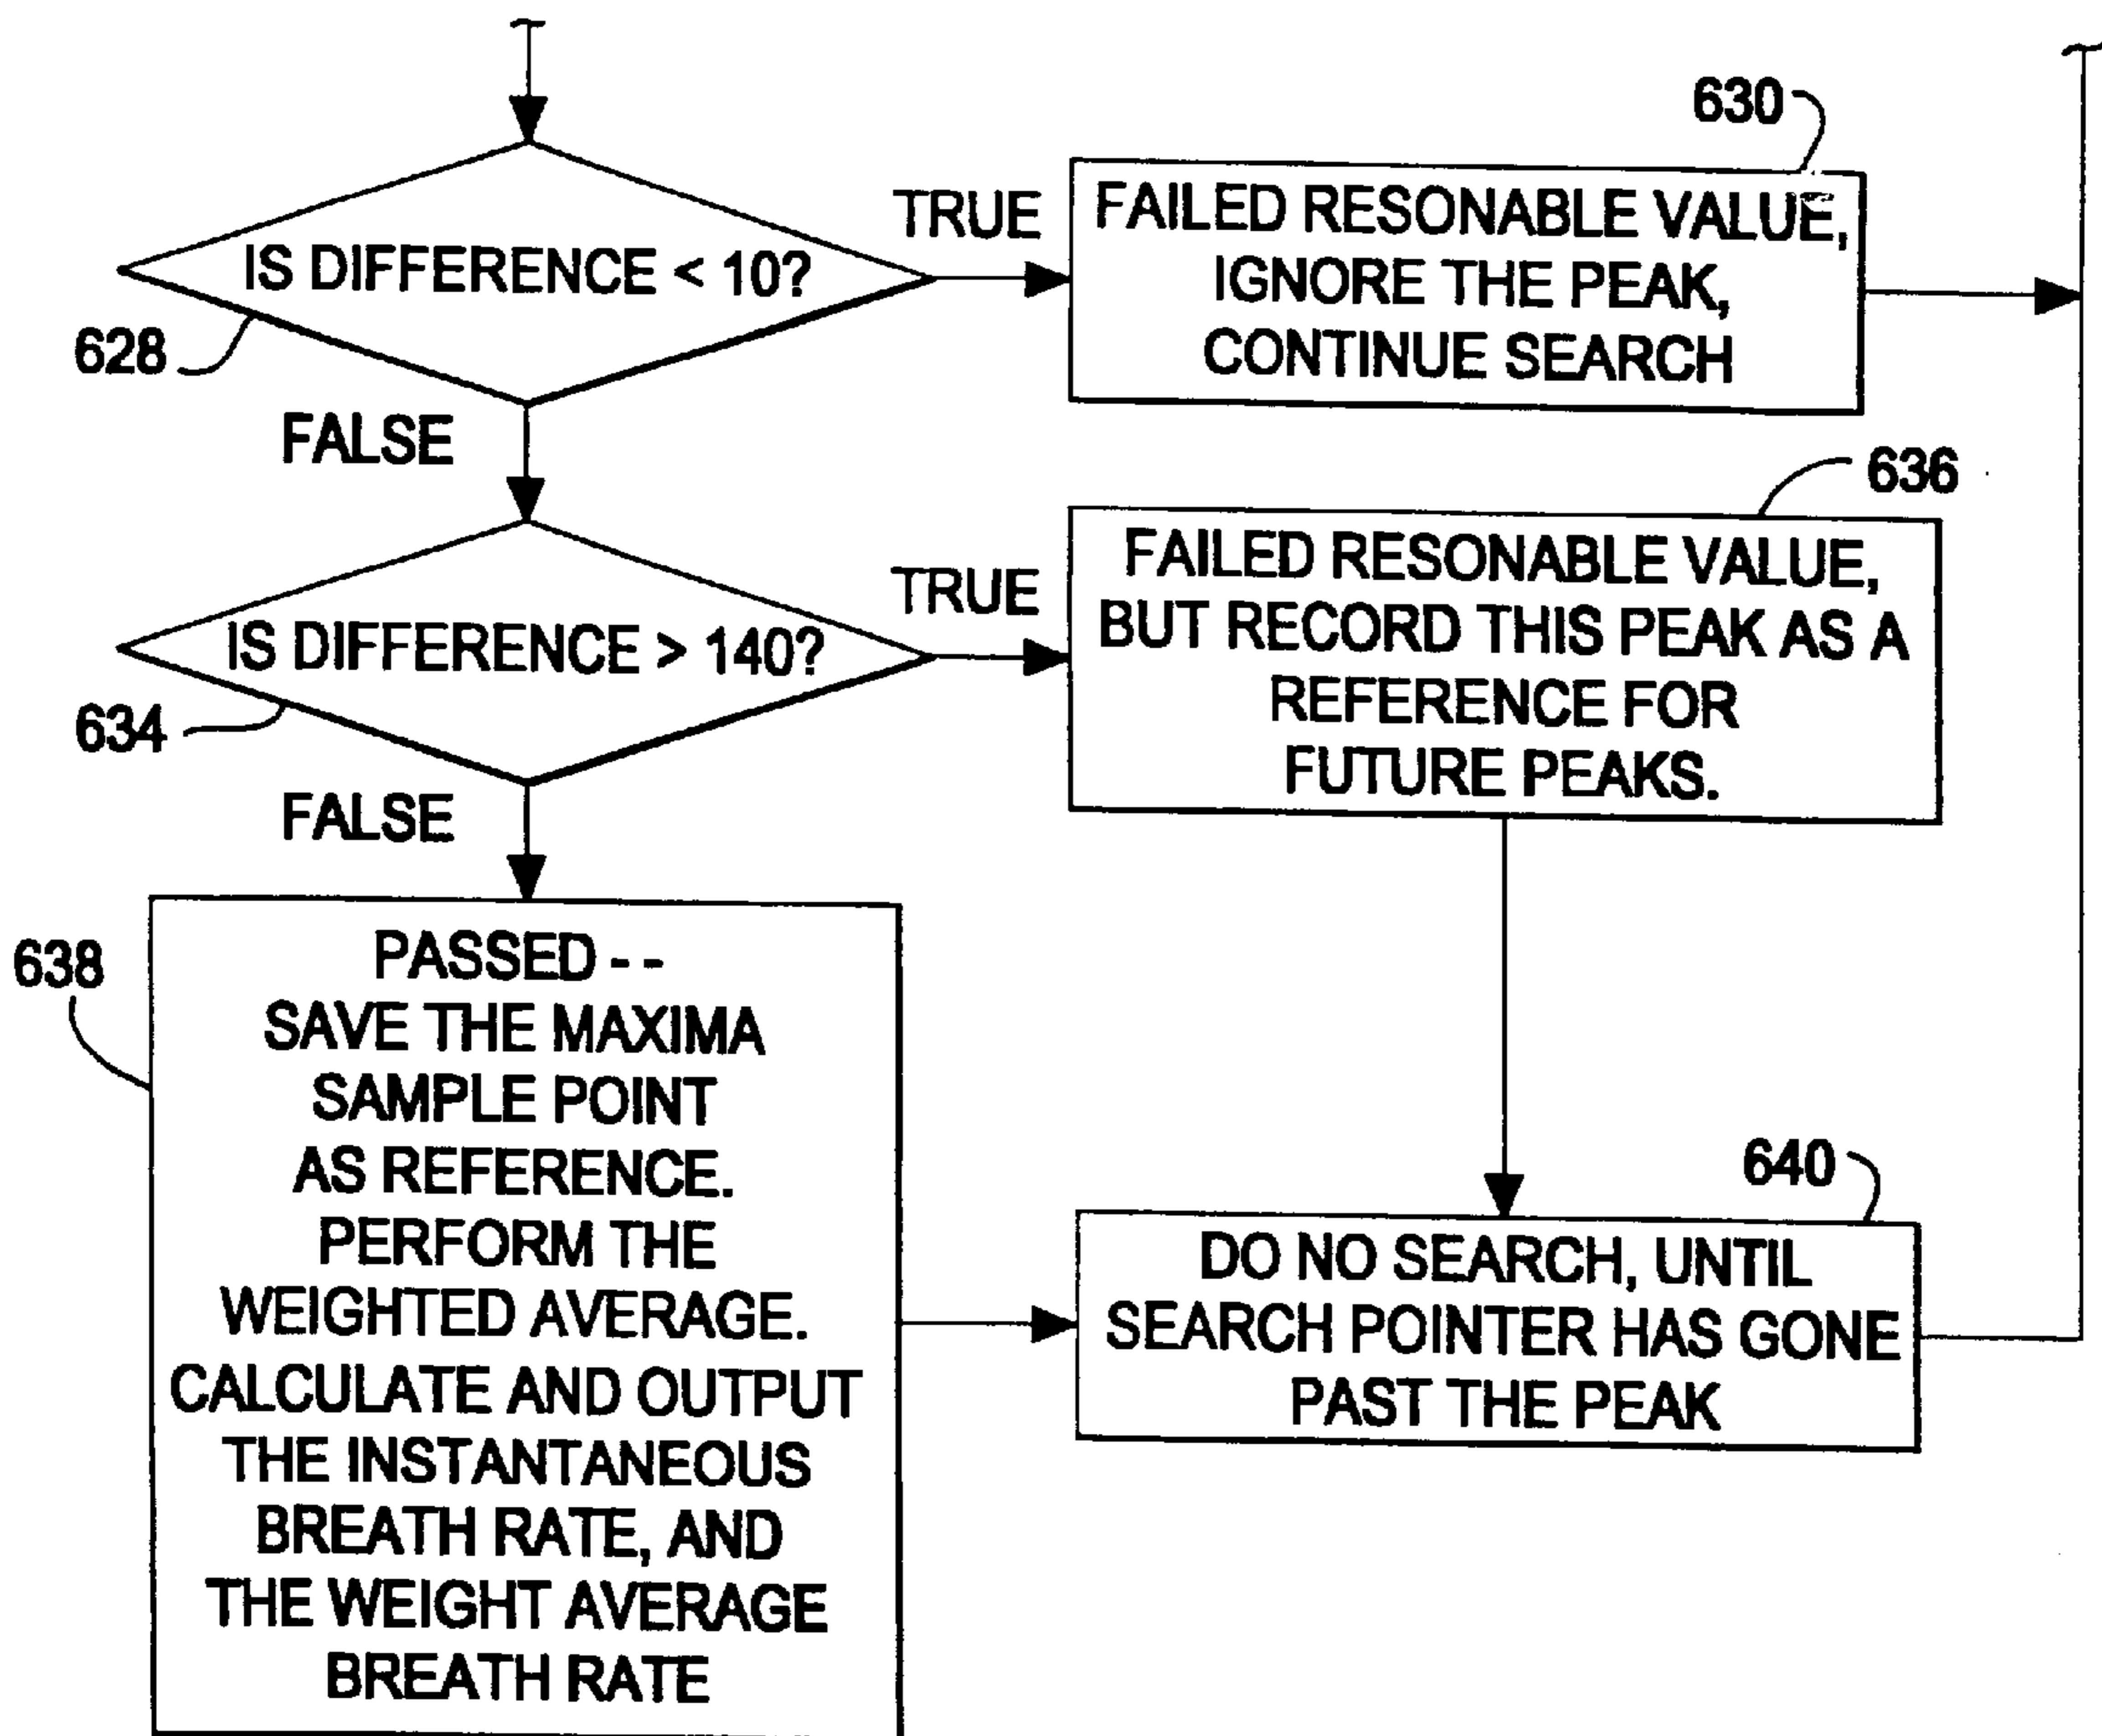 630
TRUE
FAILED RESONABLE VALUE,
IGNORE THE PEAK,
CONTINUE SEARCH
IS DIFFERENCE < 10?
628
FALSE
636
TRUE
FAILED RESONABLE VALUE,
BUT RECORD THIS PEAK AS A
REFERENCE FOR
FUTURE PEAKS.
IS DIFFERENCE > 140?
634
FALSE
638
PASSED - -
SAVE THE MAXIMA
SAMPLE POINT
AS REFERENCE.
PERFORM THE
WEIGHTED AVERAGE.
CALCULATE AND OUTPUT
THE INSTANTANEOUS
BREATH RATE, AND
THE WEIGHT AVERAGE
BREATH RATE
640
DO NO SEARCH, UNTIL
SEARCH POINTER HAS GONE
PAST THE PEAK